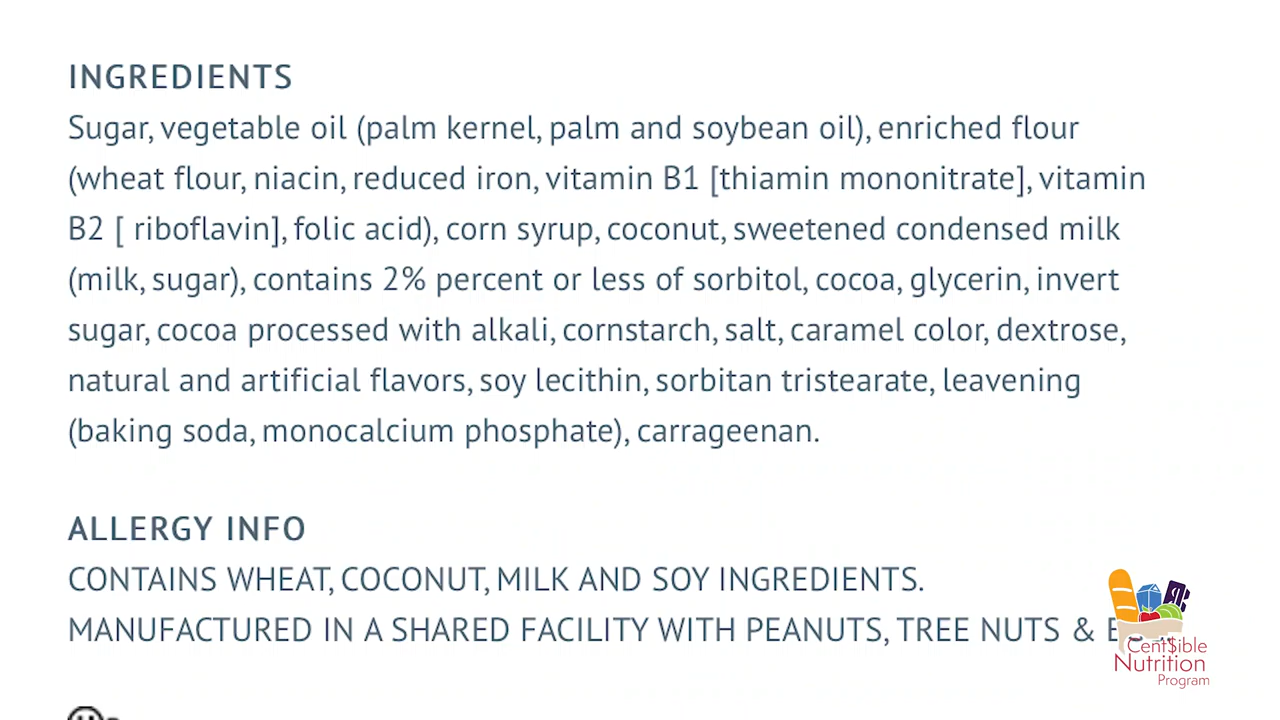 INGREDIENTS
Sugar, vegetable oil (palm kernel, palm and soybean oil), enriched flour
(wheat flour, niacin, reduced iron, vitamin B1 [thiamin mononitrate], vitamin
B2 [ riboflavin], folic acid), corn syrup, coconut, sweetened condensed milk
(milk, sugar), contains 2% percent or less of sorbitol, cocoa, glycerin, invert
sugar, cocoa processed with alkali, cornstarch, salt, caramel color, dextrose,
natural and artificial flavors, soy lecithin, sorbitan tristearate, leavening
(baking soda, monocalcium phosphate), carrageenan.
ALLERGY INFO
CONTAINS WHEAT, COCONUT, MILK AND SOY INGREDIENTS.
MANUFACTURED IN A SHARED FACILITY WITH PEANUTS, TREE NUTS &
Cent$ible
Nutrition
Program